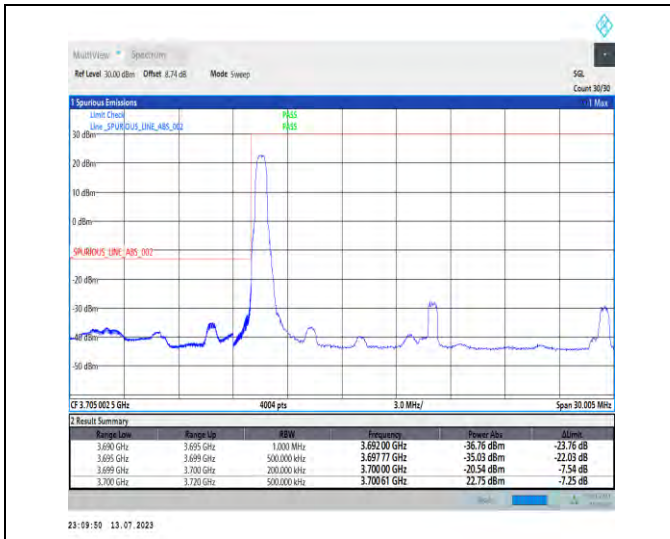 MultiView Spectrum
Ref Level 30.00 dBm Offset 8.74 dB Mode Sweep SGL
Count 30/30
1 Spurious Emissions 1 Max
Limit Check PASS
Line _SPURIOUS_LINE_ABS_002 PASS
30 dBm
20 dBm
10 dBm
0 dBm
_SPURIOUS_LINE_ABS_002
-20 dBm
-30 dBm
-40 dBm
-50 dBm
CF 3.705 002 5 GHz 4004 pts 3.0 MHz/ Span 30.005 MHz
2 Result Summary
Range Low Range Up RBW Frequency Power Abs ΔLimit
3.690 GHz 3.695 GHz 1.000 MHz 3.692 00 GHz -36.76 dBm -23.76 dB
3.695 GHz 3.699 GHz 500.000 kHz 3.697 77 GHz -35.03 dBm -22.03 dB
3.699 GHz 3.700 GHz 200.000 kHz 3.700 00 GHz -20.54 dBm -7.54 dB
3.700 GHz 3.720 GHz 500.000 kHz 3.700 61 GHz 22.75 dBm -7.25 dB
23:09:50 13.07.2023